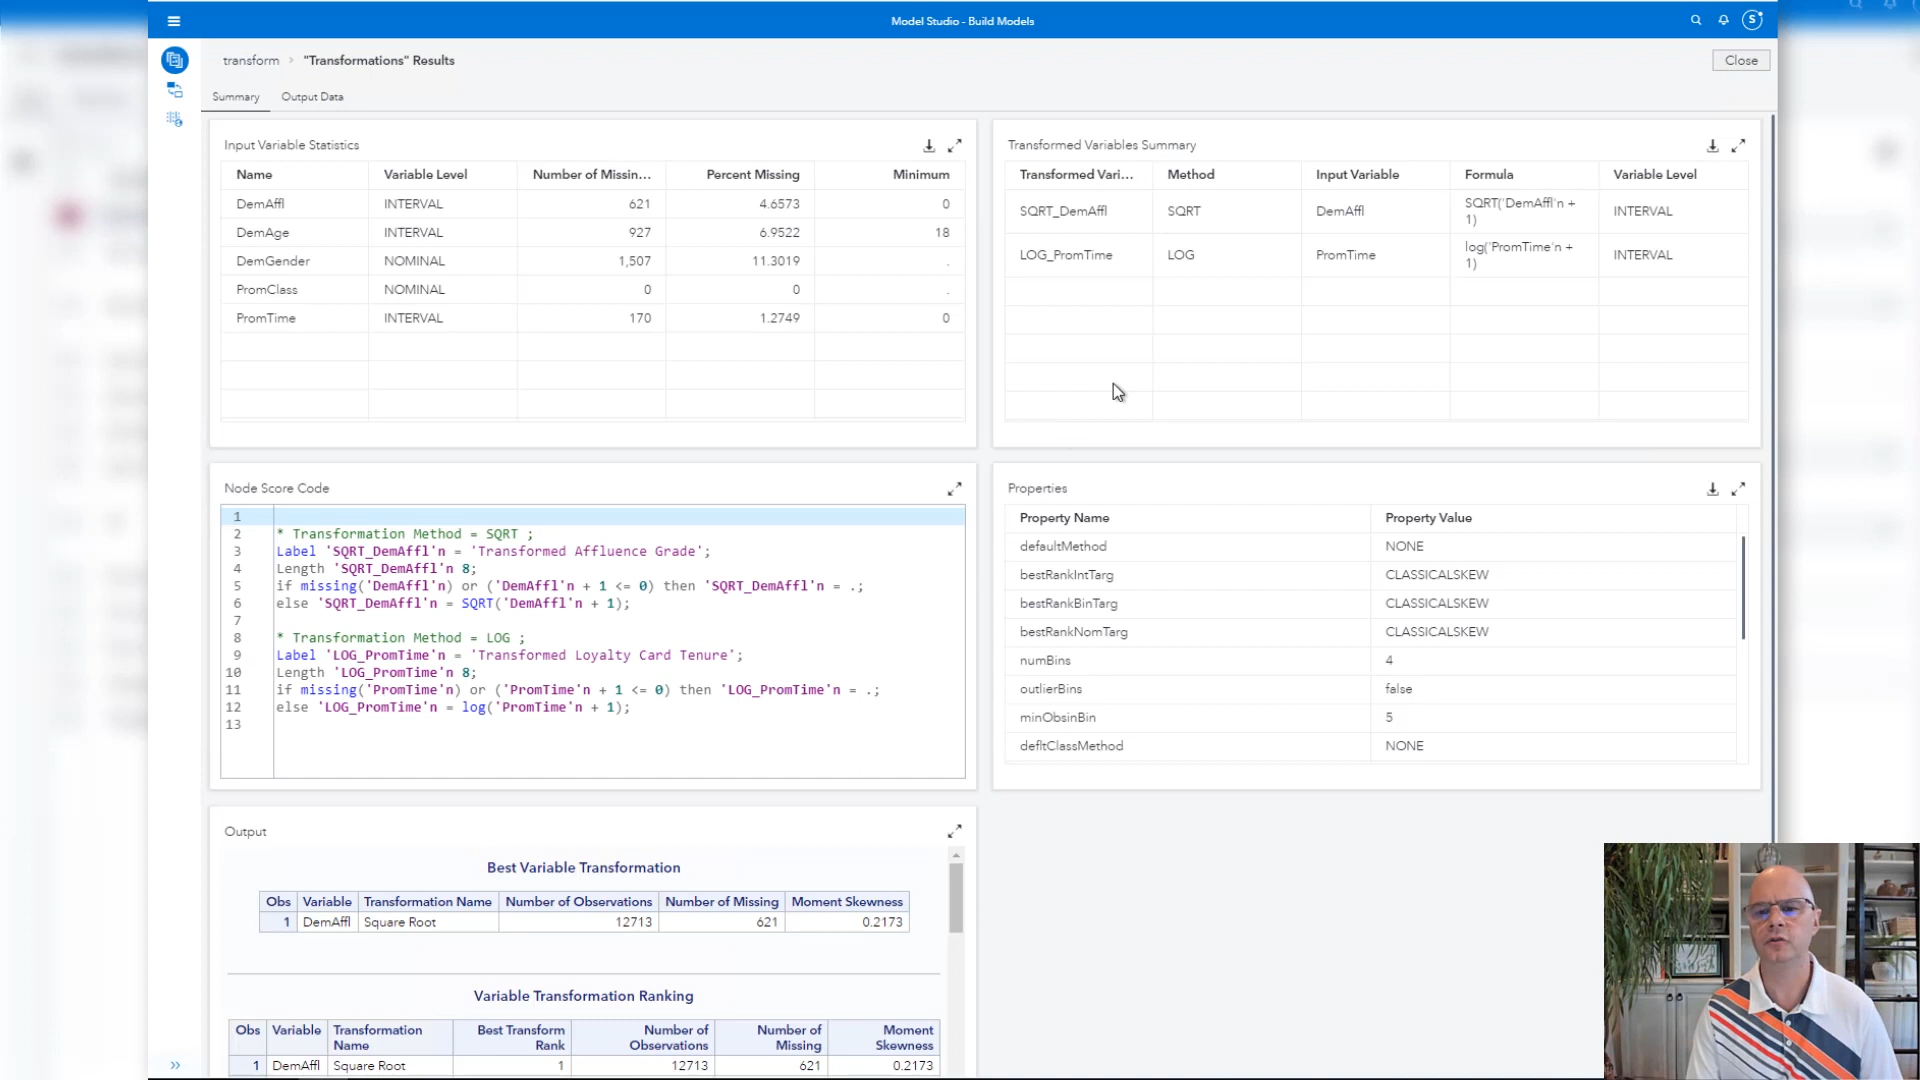 Model Studio - Build Models
S
transform > "Transformations" Results
Close
Summary Output Data
Input Variable Statistics
Name Variable Level Number of Missin... Percent Missing Minimum
DemAffl INTERVAL 621 4.6573 0
DemAge INTERVAL 927 6.9522 18
DemGender NOMINAL 1,507 11.3019 .
PromClass NOMINAL 0 0 .
PromTime INTERVAL 170 1.2749 0
Transformed Variables Summary
Transformed Vari... Method Input Variable Formula Variable Level
SQRT_DemAffl SQRT DemAffl SQRT('DemAffl'n + INTERVAL
1)
LOG_PromTime LOG PromTime log('PromTime'n + INTERVAL
1)
Node Score Code
1
2 * Transformation Method = SQRT ;
3 Label 'SQRT_DemAffl'n = 'Transformed Affluence Grade';
4 Length 'SQRT_DemAffl'n 8;
5 if missing('DemAffl'n) or ('DemAffl'n + 1 <= 0) then 'SQRT_DemAffl'n = .;
6 else 'SQRT_DemAffl'n = SQRT('DemAffl'n + 1);
7
8 * Transformation Method = LOG ;
9 Label 'LOG_PromTime'n = 'Transformed Loyalty Card Tenure';
10 Length 'LOG_PromTime'n 8;
11 if missing('PromTime'n) or ('PromTime'n + 1 <= 0) then 'LOG_PromTime'n = .;
12 else 'LOG_PromTime'n = log('PromTime'n + 1);
13
Properties
Property Name Property Value
defaultMethod NONE
bestRankIntTarg CLASSICALSKEW
bestRankBinTarg CLASSICALSKEW
bestRankNomTarg CLASSICALSKEW
numBins 4
outlierBins false
minObsinBin 5
defltClassMethod NONE
Output
Best Variable Transformation
Obs Variable Transformation Name Number of Observations Number of Missing Moment Skewness
1 DemAffl Square Root 12713 621 0.2173
Variable Transformation Ranking
Obs Variable Transformation Best Transform Number of Number of Moment
Name Rank Observations Missing Skewness
1 DemAffl Square Root 1 12713 621 0.2173